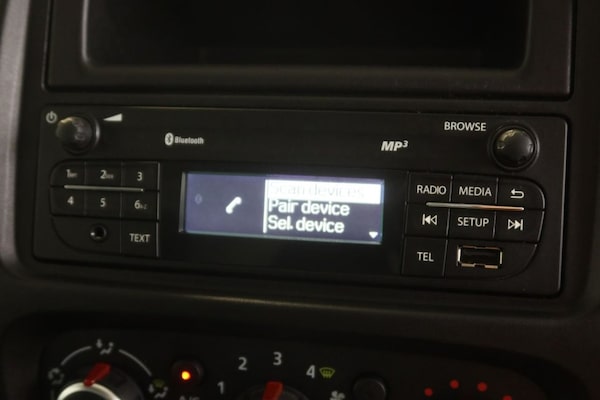 BROWSE
Bluetooth
MP3
1 2 3
4 5 6
TEXT
Scan devices
Pair device
Sel. device
RADIO MEDIA
SETUP
TEL
1 2 3 4